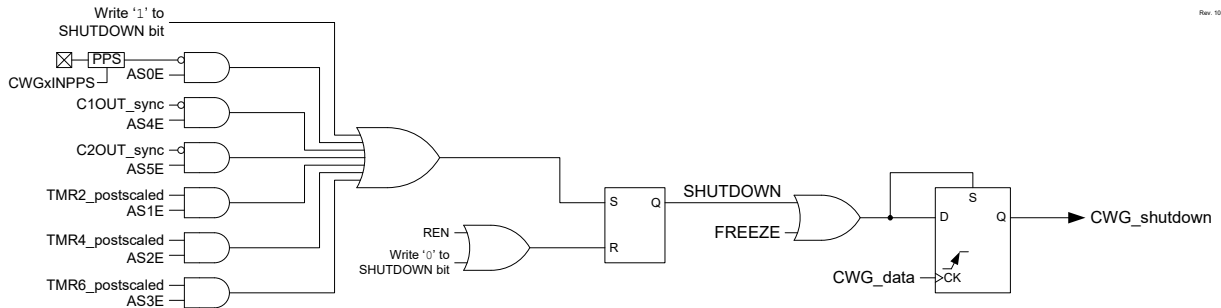 Write ‘1’ to
SHUTDOWN bit
Rev. 10
PPS
CWGxINPPS
AS0E
C1OUT_sync
AS4E
C2OUT_sync
AS5E
TMR2_postscaled
AS1E
TMR4_postscaled
AS2E
TMR6_postscaled
AS3E
S
Q
R
REN
Write ‘0’ to
SHUTDOWN bit
SHUTDOWN
FREEZE
S
D
Q
CWG_data
CK
CWG_shutdown